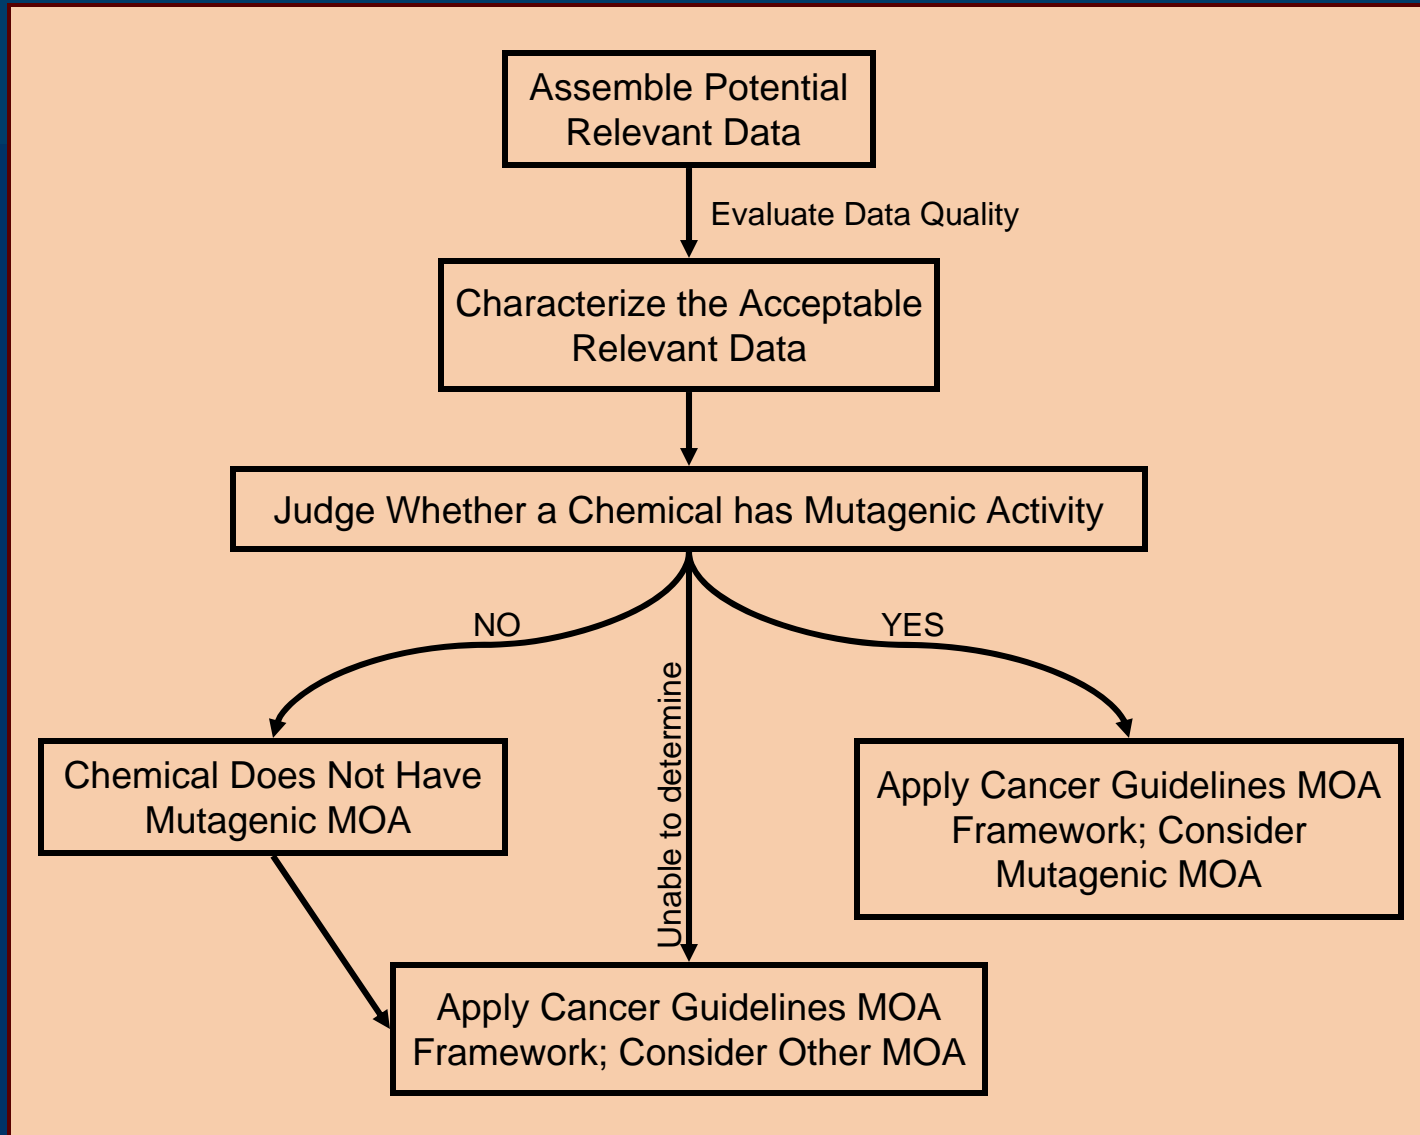 Assemble Potential
Relevant Data
Evaluate Data Quality
Characterize the Acceptable
Relevant Data
Judge Whether a Chemical has Mutagenic Activity
NO
YES
Unable to determine
Chemical Does Not Have
Mutagenic MOA
Apply Cancer Guidelines MOA
Framework; Consider
Mutagenic MOA
Apply Cancer Guidelines MOA
Framework; Consider Other MOA